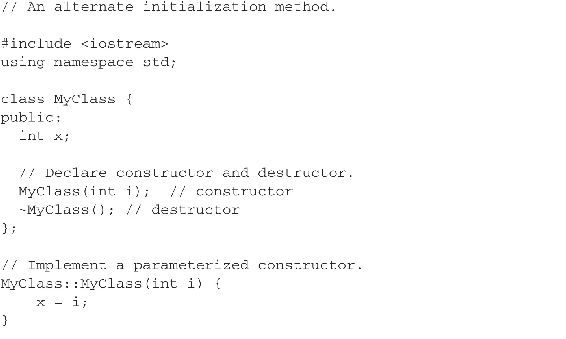 // An alternate initialization method.
#include <iostream>
using namespace std;
class MyClass {
public:
int x;
// Declare constructor and destructor.
MyClass(int i); // constructor
~MyClass(); // destructor
};
// Implement a parameterized constructor.
MyClass::MyClass(int i) {
x = i;
}